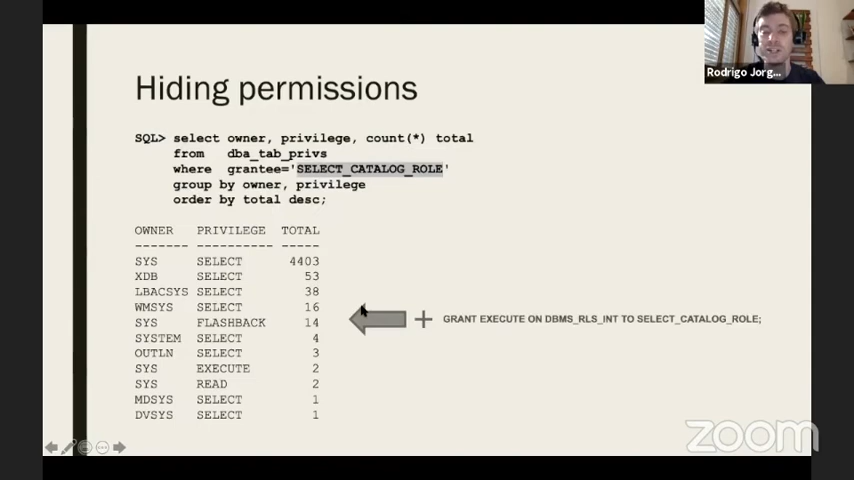 Rodrigo Jorg...
Hiding permissions
SQL> select owner, privilege, count(*) total
from dba_tab_privs
where grantee='SELECT_CATALOG_ROLE'
group by owner, privilege
order by total desc;
OWNER PRIVILEGE TOTAL
------- ---------- -----
SYS SELECT 4403
XDB SELECT 53
LBACSYS SELECT 38
WMSYS SELECT 16
SYS FLASHBACK 14
SYSTEM SELECT 4
OUTLN SELECT 3
SYS EXECUTE 2
SYS READ 2
MDSYS SELECT 1
DVSYS SELECT 1
+ GRANT EXECUTE ON DBMS_RLS_INT TO SELECT_CATALOG_ROLE;
zoom